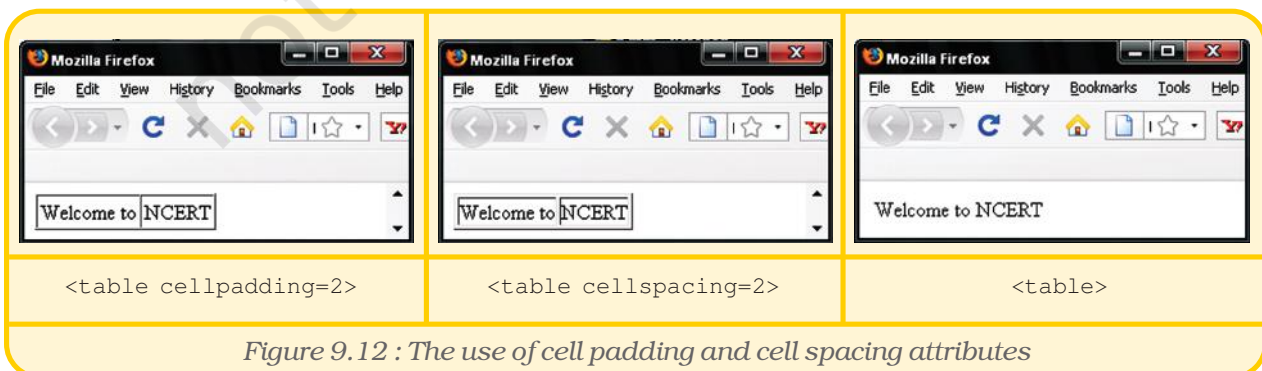 not
Mozilla Firefox
File Edit View History Bookmarks Tools Help
Welcome to NCERT
<table cellpadding=2>
Mozilla Firefox
File Edit View History Bookmarks Tools Help
Welcome to NCERT
<table cellspacing=2>
Mozilla Firefox
File Edit View History Bookmarks Tools Help
Welcome to NCERT
<table>
Figure 9.12 : The use of cell padding and cell spacing attributes